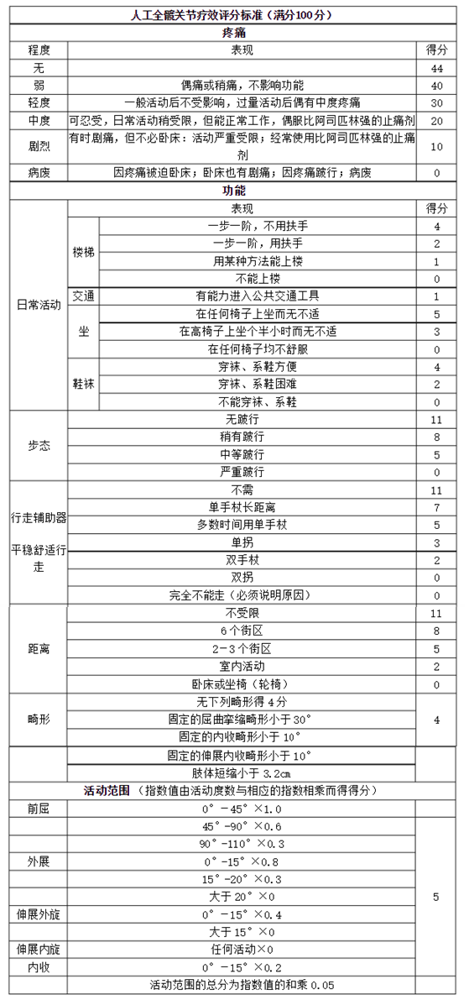 人工全髋关节疗效评分标准（满分100分）
疼痛
程度 表现 得分
无 44
弱 偶痛或稍痛，不影响功能 40
轻度 一般活动后不受影响，过量活动后偶有中度疼痛 30
中度 可忍受，日常活动稍受限，但能正常工作，偶服比阿司匹林强的止痛剂 20
剧烈 有时剧痛，但不必卧床；活动严重受限；经常使用比阿司匹林强的止痛剂 10
病废 因疼痛被迫卧床；卧床也有剧痛；因疼痛跛行；病废 0
功能
表现 得分
日常活动
楼梯
一步一阶，不用扶手 4
一步一阶，用扶手 2
用某种方法能上楼 1
不能上楼 0
交通 有能力进入公共交通工具 1
坐
在任何椅子上坐而无不适 5
在高椅子上坐个半小时而无不适 3
在任何椅子均不舒服 0
鞋袜
穿袜、系鞋方便 4
穿袜、系鞋困难 2
不能穿袜、系鞋 0
步态
无跛行 11
稍有跛行 8
中等跛行 5
严重跛行 0
行走辅助器
平稳舒适行走
不需 11
单手杖长距离 7
多数时间用单手杖 5
单拐 3
双手杖 2
双拐 0
完全不能走（必须说明原因） 0
距离
不受限 11
6个街区 8
2－3个街区 5
室内活动 2
卧床或坐椅（轮椅） 0
畸形
无下列畸形得4分
固定的屈曲挛缩畸形小于30° 4
固定的内收畸形小于10°
固定的伸展内收畸形小于10°
肢体短缩小于3.2cm
活动范围（指数值由活动度数与相应的指数相乘而得得分）
前屈 0°－45°×1.0
45°-90°×0.6
90°-110°×0.3
外展 0°-15°×0.8
15°-20°×0.3
大于20°×0 5
伸展外旋 0°－15°×0.4
大于15°×0
伸展内旋 任何活动×0
内收 0°－15°×0.2
活动范围的总分为指数值的和乘0.05